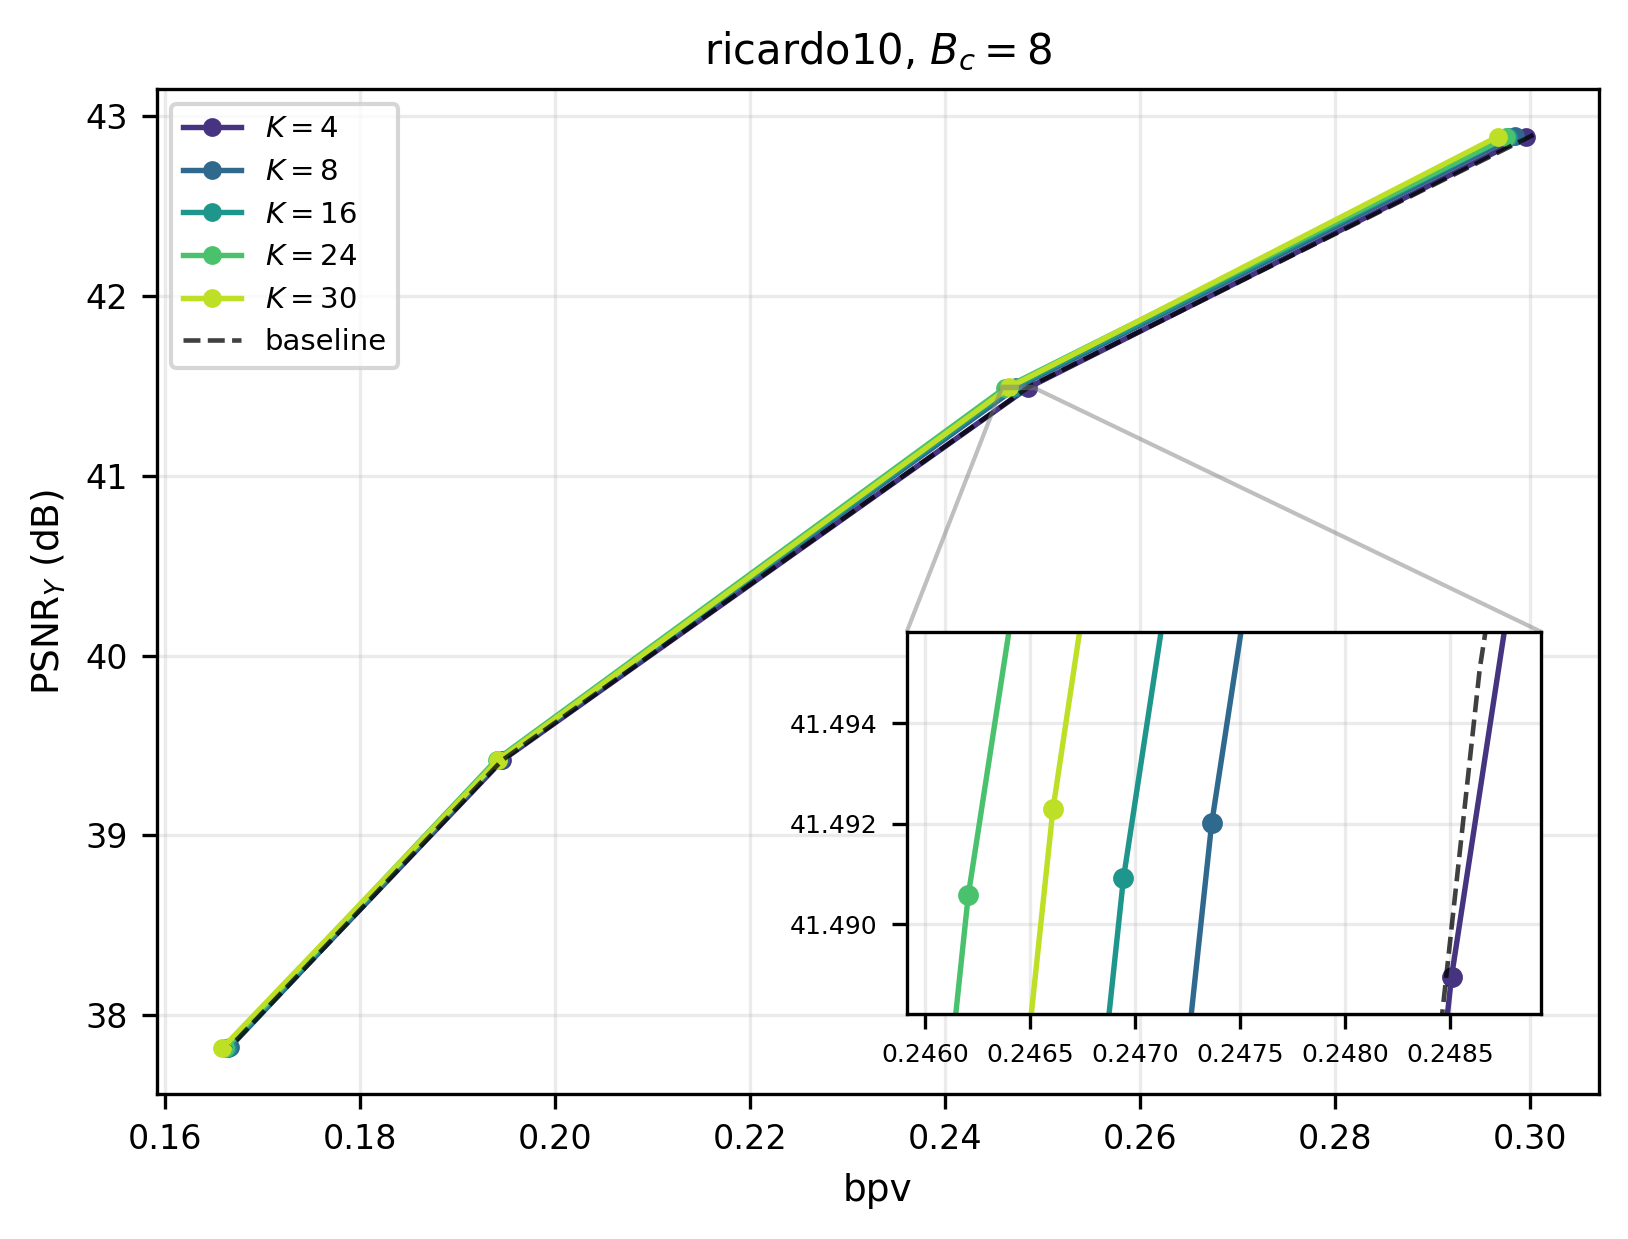 ricardo10, $B_c = 8$
K = 4
K = 8
K = 16
K = 24
K = 30
baseline
43
42
41
40
39
38
PSNR$_Y$ (dB)
41.494
41.492
41.490
0.2460 0.2465 0.2470 0.2475 0.2480 0.2485
0.16 0.18 0.20 0.22 0.24 0.26 0.28 0.30
bpv